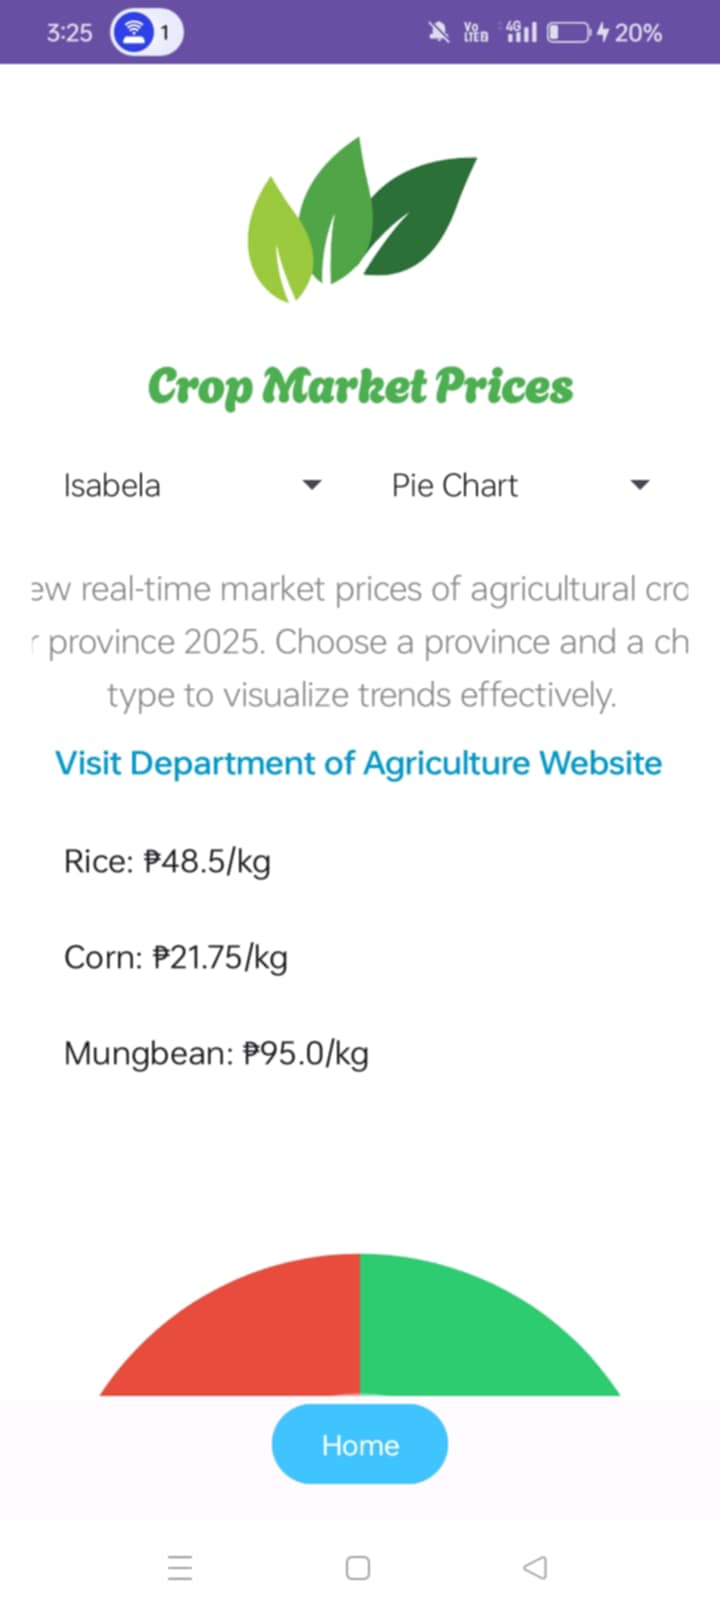 3:25 1 4G 20%
Crop Market Prices
Isabela Pie Chart
ew real-time market prices of agricultural cro
r province 2025. Choose a province and a ch
type to visualize trends effectively.
Visit Department of Agriculture Website
Rice: ₱48.5/kg
Corn: ₱21.75/kg
Mungbean: ₱95.0/kg
Home